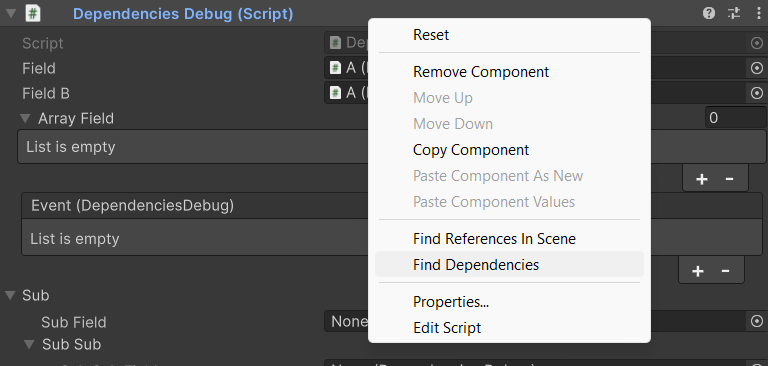 Dependencies Debug (Script)
Script
Field
A (
Field B
A (
Array Field
0
List is empty
Event (DependenciesDebug)
List is empty
Sub
Sub Field
None
Sub Sub
Reset
Remove Component
Move Up
Move Down
Copy Component
Paste Component As New
Paste Component Values
Find References In Scene
Find Dependencies
Properties...
Edit Script